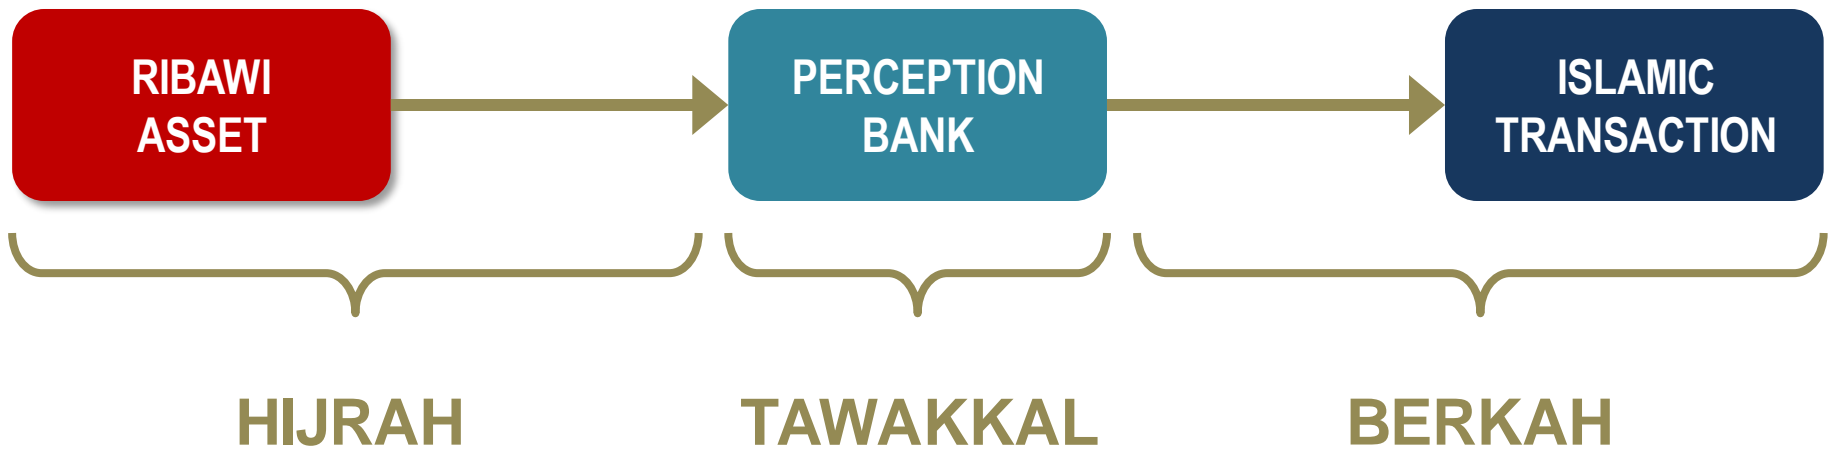 RIBAWI
ASSET
PERCEPTION
BANK
ISLAMIC
TRANSACTION
HIJRAH
TAWAKKAL
BERKAH